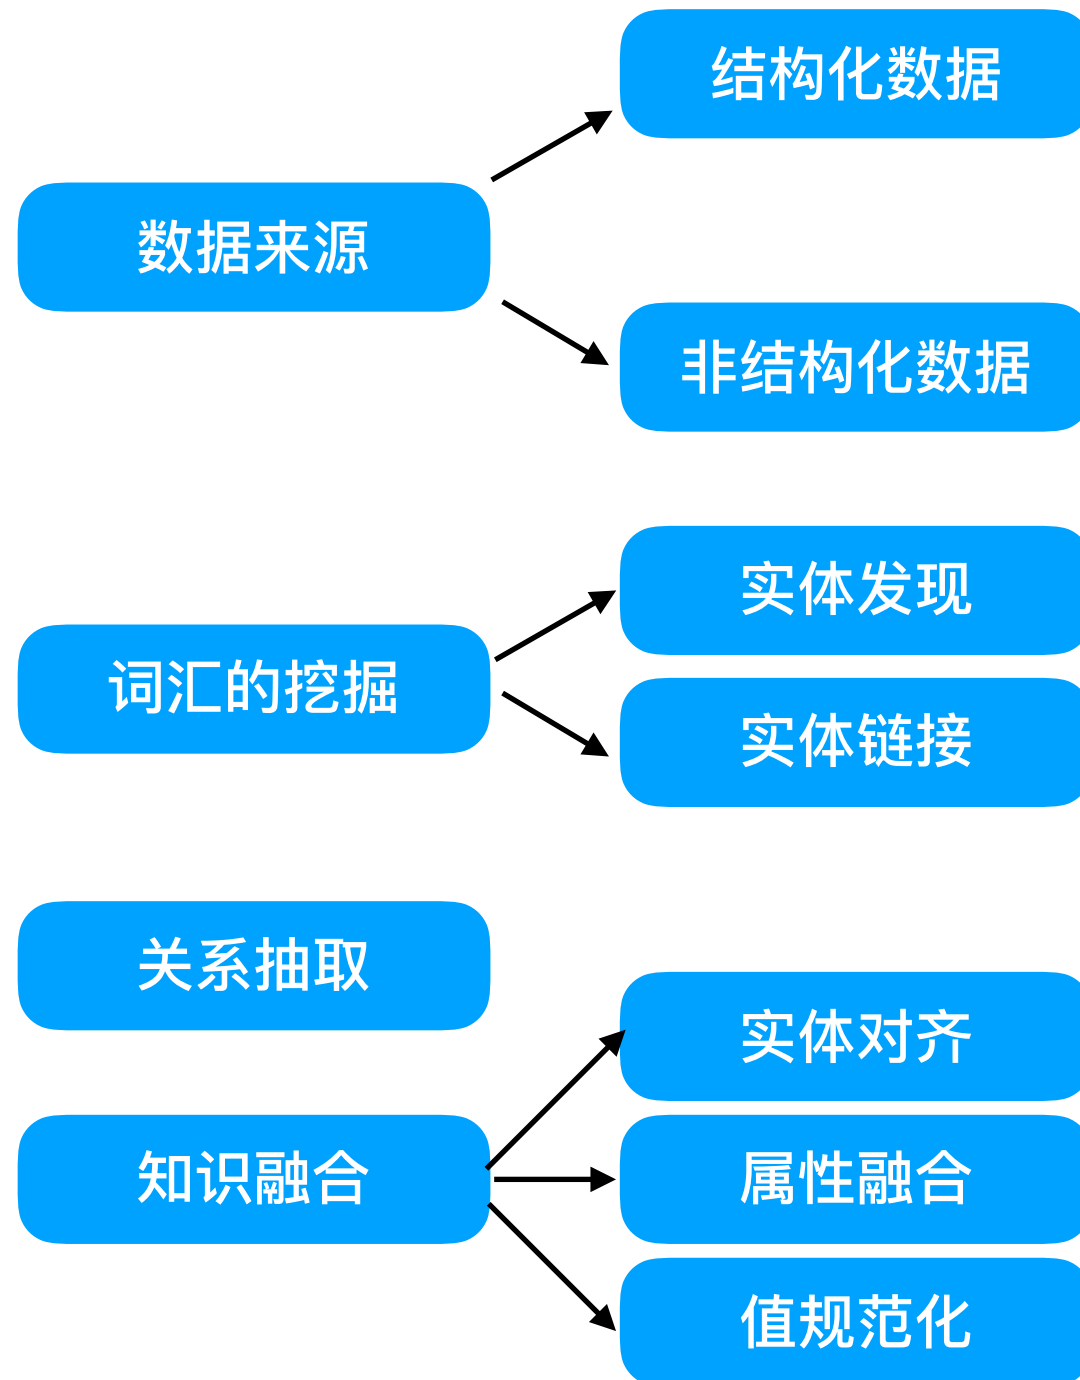 结构化数据
数据来源
非结构化数据
实体发现
词汇的挖掘
实体链接
关系抽取
实体对齐
知识融合
属性融合
值规范化